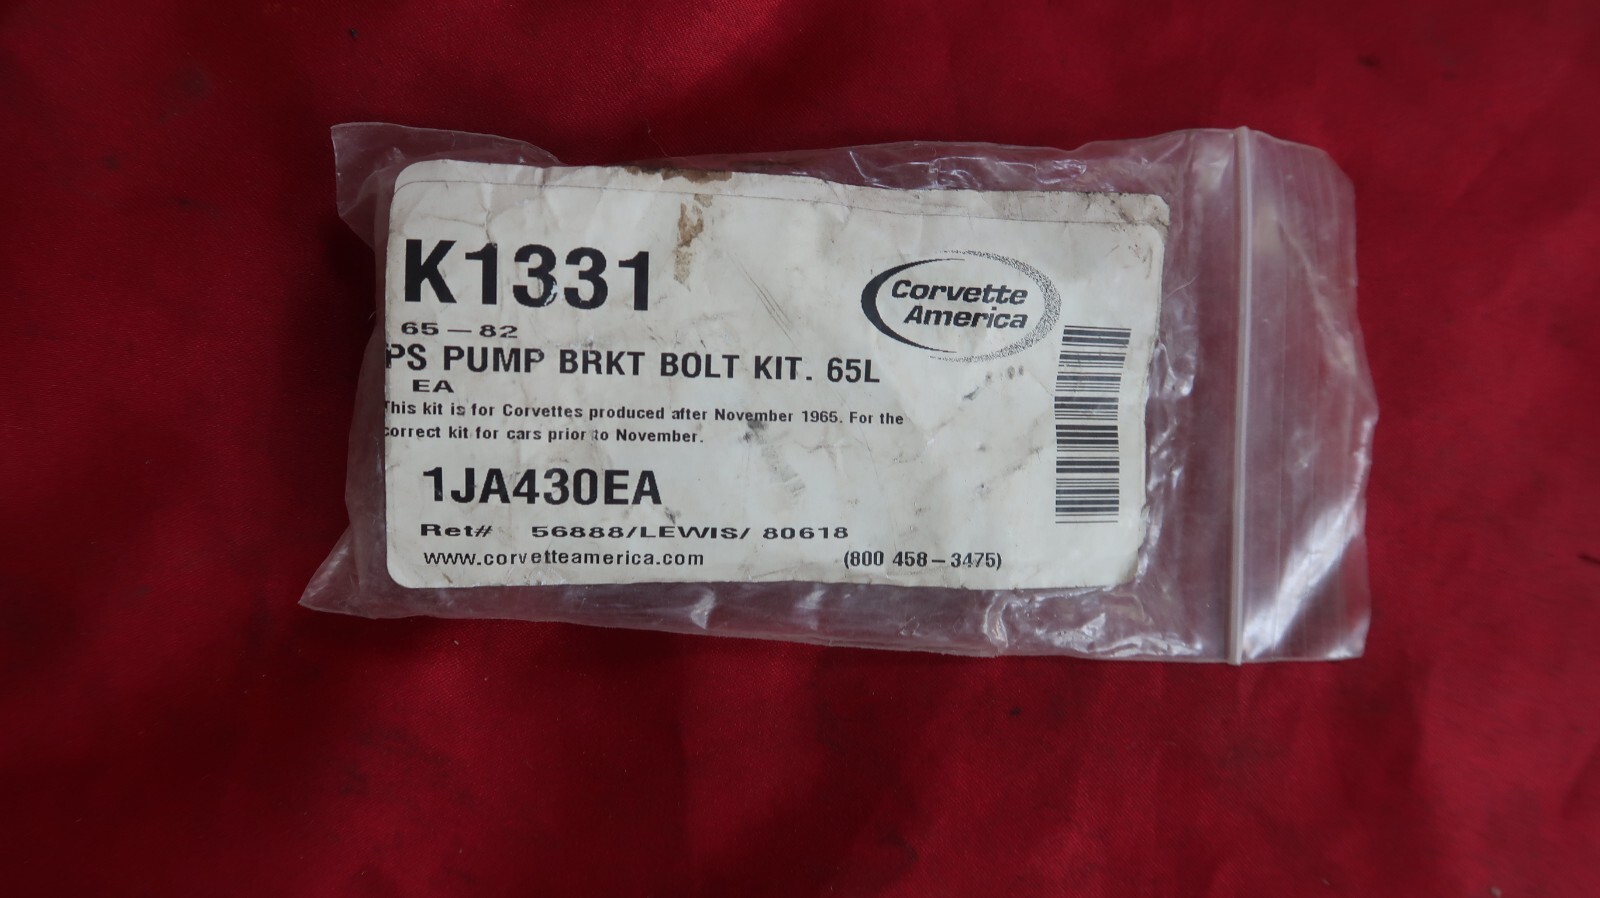 K1331
Corvette
America
65-82
PS PUMP BRKT BOLT KIT. 65L
EA
This kit is for Corvettes produced after November 1965. For the
correct kit for cars prior to November.
1JA430EA
Ret# 56888/LEWIS/ 80618
www.corvetteamerica.com (800 458-3475)